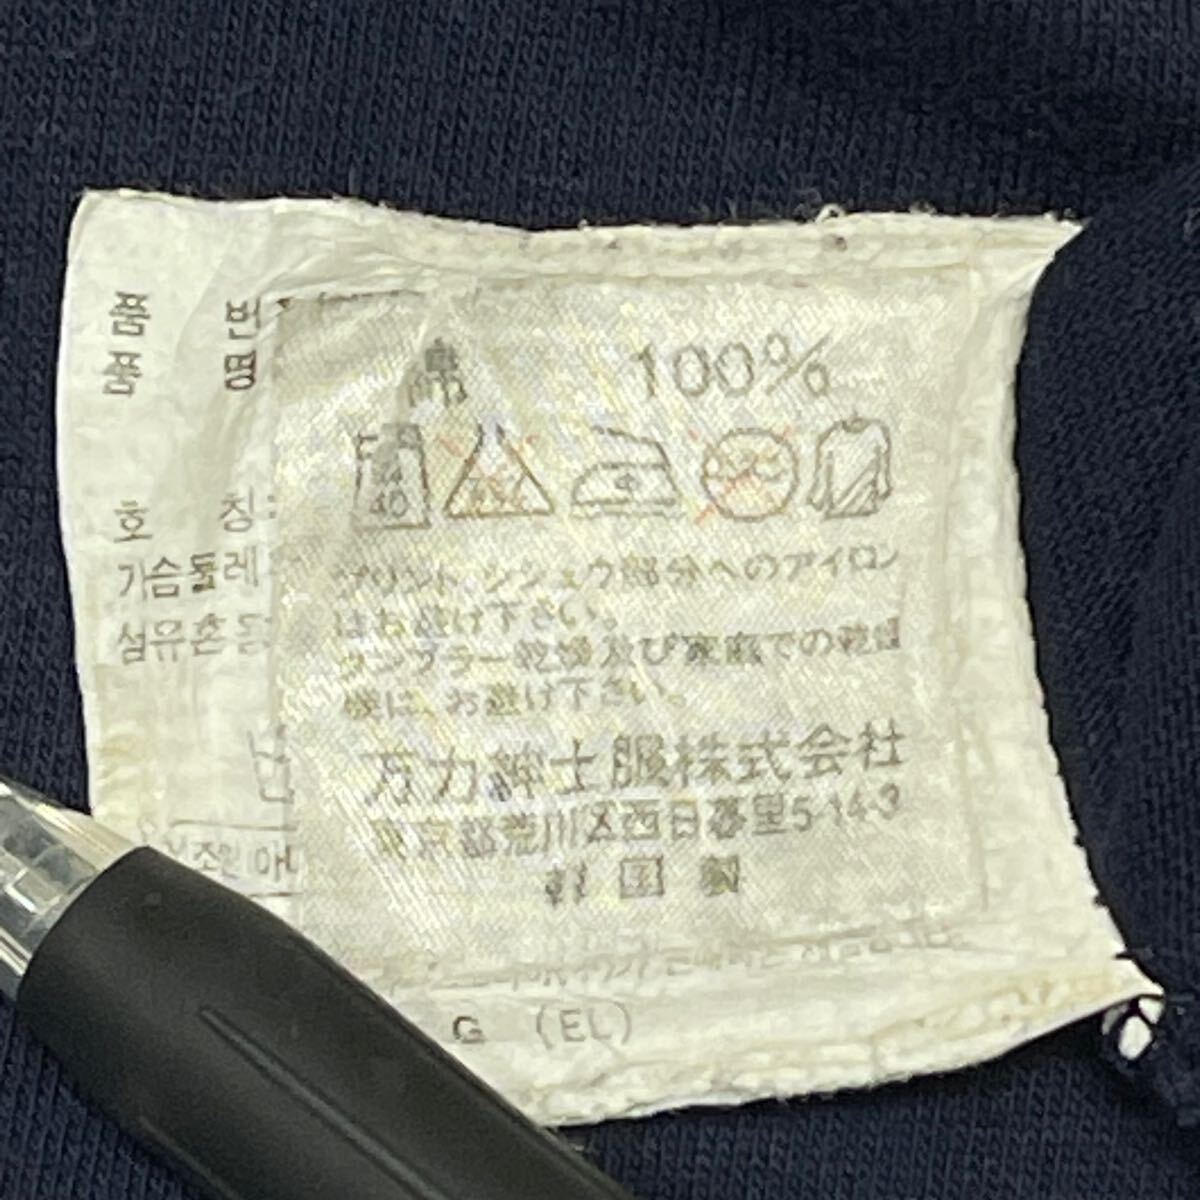 품 번
품 명
호 칭
가슴둘레
섬유혼
綿 100%
40
プリント、シシュウ部分へのアイロン
はお避け下さい。
タンブラー乾燥及び家庭での乾燥
機は、お避け下さい。
万力紳士服株式会社
東京都荒川区西日暮里5-14-3
韓国製
G (EL)